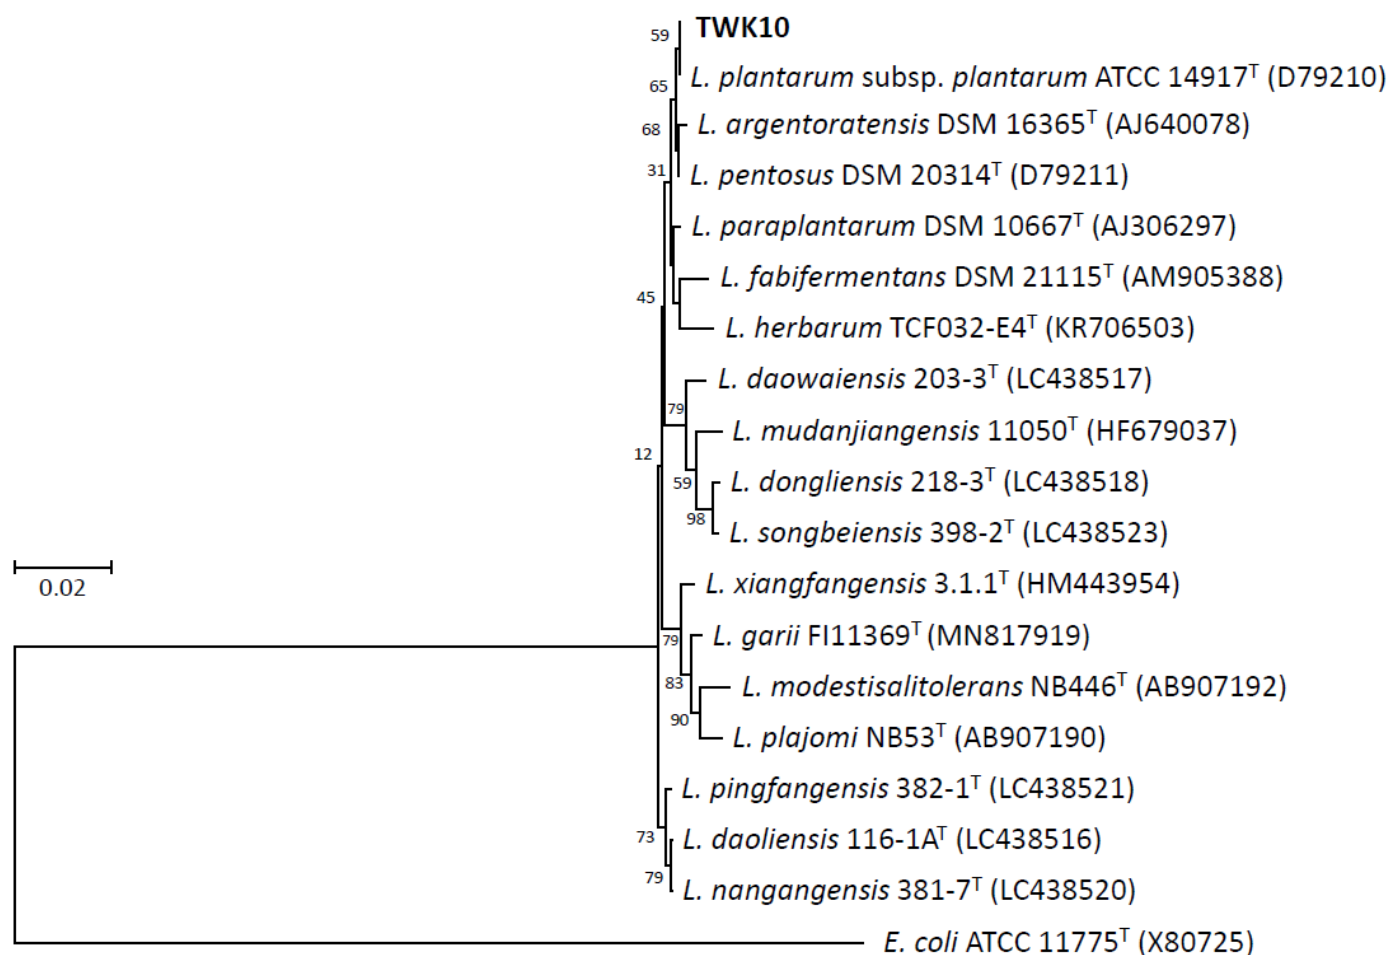 59
TWK10
L. plantarum subsp. plantarum ATCC 14917ᵀ (D79210)
65
L. argentoratensis DSM 16365ᵀ (AJ640078)
68
31
L. pentosus DSM 20314ᵀ (D79211)
L. paraplantarum DSM 10667ᵀ (AJ306297)
L. fabifermentans DSM 21115ᵀ (AM905388)
45
L. herbarum TCF032-E4ᵀ (KR706503)
L. daowaiensis 203-3ᵀ (LC438517)
79
L. mudanjiangensis 11050ᵀ (HF679037)
12
L. dongliensis 218-3ᵀ (LC438518)
59
98
L. songbeiensis 398-2ᵀ (LC438523)
0.02
L. xiangfangensis 3.1.1ᵀ (HM443954)
79
L. garii FI11369ᵀ (MN817919)
83
L. modestisalitolerans NB446ᵀ (AB907192)
90
L. plajomi NB53ᵀ (AB907190)
L. pingfangensis 382-1ᵀ (LC438521)
73
L. daoliensis 116-1Aᵀ (LC438516)
79
L. nangangensis 381-7ᵀ (LC438520)
E. coli ATCC 11775ᵀ (X80725)